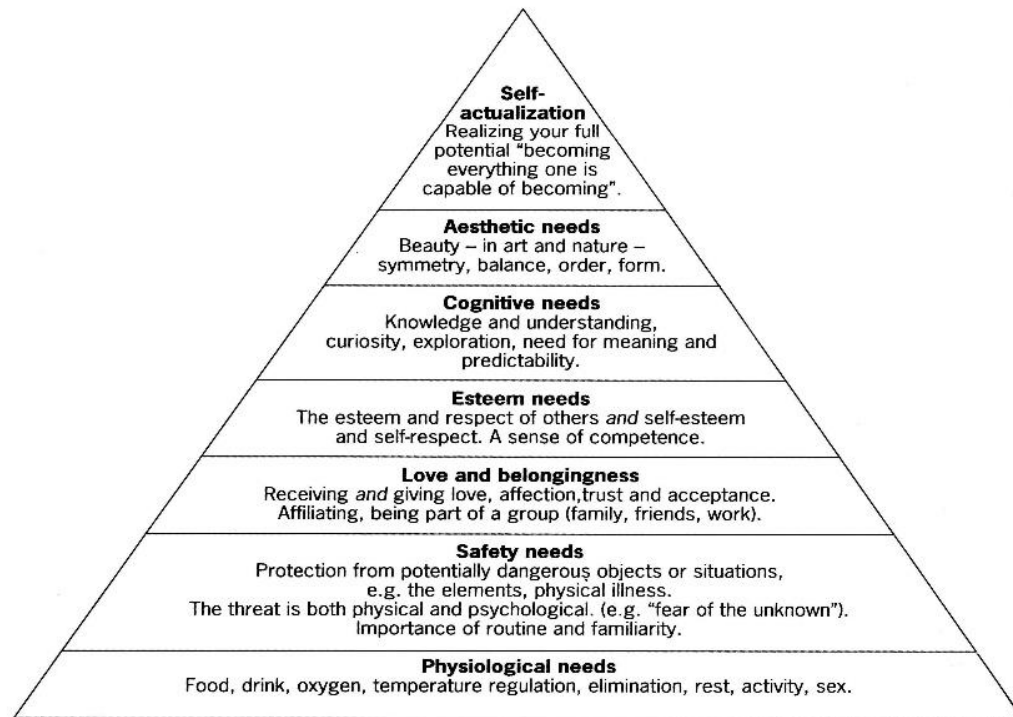 Self-
actualization
Realizing your full
potential "becoming
everything one is
capable of becoming".
Aesthetic needs
Beauty – in art and nature –
symmetry, balance, order, form.
Cognitive needs
Knowledge and understanding,
curiosity, exploration, need for meaning and
predictability.
Esteem needs
The esteem and respect of others and self-esteem
and self-respect. A sense of competence.
Love and belongingness
Receiving and giving love, affection,trust and acceptance.
Affiliating, being part of a group (family, friends, work).
Safety needs
Protection from potentially dangerous objects or situations,
e.g. the elements, physical illness.
The threat is both physical and psychological. (e.g. "fear of the unknown").
Importance of routine and familiarity.
Physiological needs
Food, drink, oxygen, temperature regulation, elimination, rest, activity, sex.